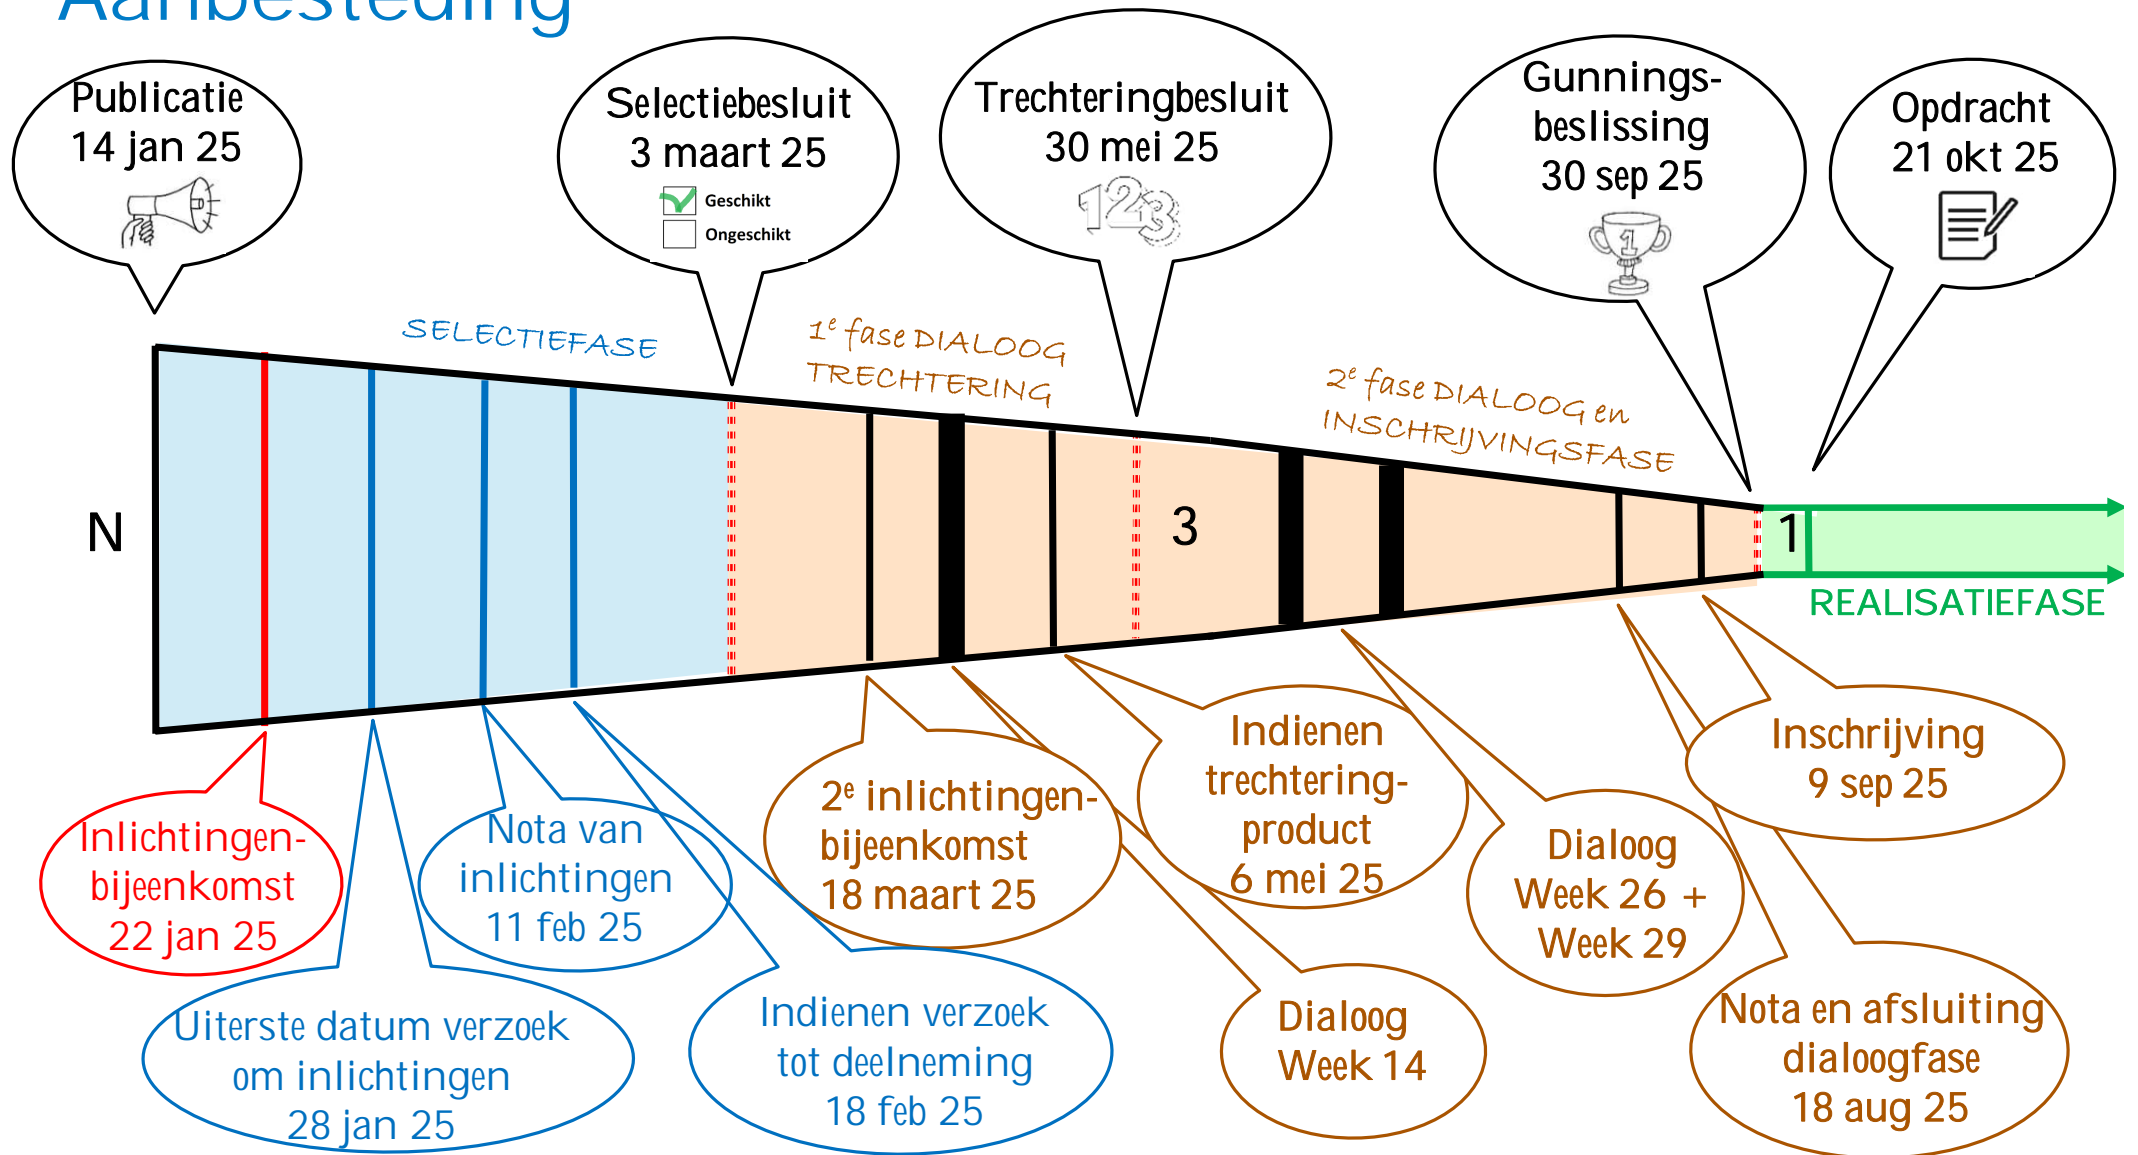 Aanbesteding
Publicatie
14 jan 25
Selectiebesluit
3 maart 25
Geschikt
Ongeschikt
Trechteringbesluit
30 mei 25
123
Gunnings-
beslissing
30 sep 25
1
Opdracht
21 okt 25
SELECTIEFASE
1e fase DIALOOG
TRECHTERING
2e fase DIALOOG en
INSCHRIJVINGSFASE
N
3
1
REALISATIEFASE
Inlichtingen-
bijeenkomst
22 jan 25
Uiterste datum verzoek
om inlichtingen
28 jan 25
Nota van
inlichtingen
11 feb 25
Indienen verzoek
tot deelneming
18 feb 25
2e inlichtingen-
bijeenkomst
18 maart 25
Dialoog
Week 14
Indienen
trechtering-
product
6 mei 25
Dialoog
Week 26 +
Week 29
Nota en afsluiting
dialoogfase
18 aug 25
Inschrijving
9 sep 25